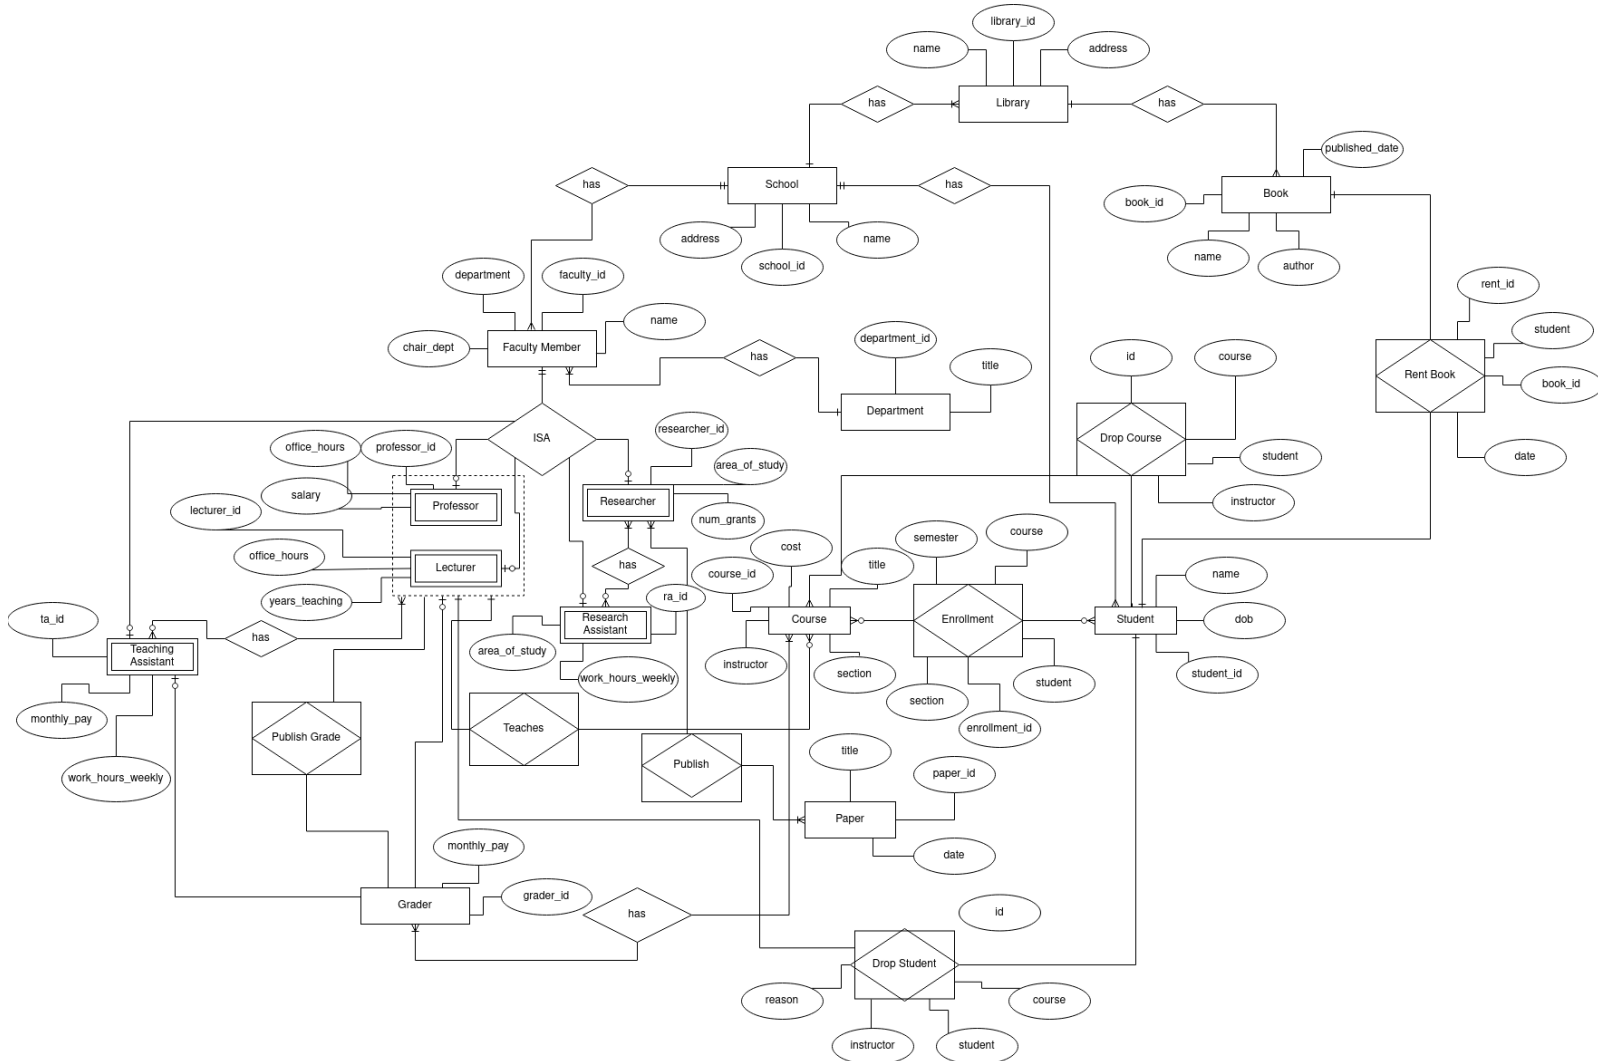 library_id
name
address
has
Library
has
published_date
has
School
has
Book
book_id
address
name
name
school_id
author
department
faculty_id
rent_id
name
student
chair_dept
Faculty Member
department_id
id
course
has
title
Rent Book
book_id
Department
researcher_id
ISA
Drop Course
office_hours
professor_id
area_of_study
student
date
salary
Professor
Researcher
instructor
lecturer_id
num_grants
semester
course
cost
office_hours
Lecturer
has
course_id
title
name
years_teaching
ra_id
ta_id
Research
Assistant
Course
Enrollment
Student
dob
has
Teaching
Assistant
area_of_study
instructor
section
student_id
work_hours_weekly
student
section
monthly_pay
enrollment_id
Publish Grade
Teaches
title
Publish
work_hours_weekly
paper_id
Paper
monthly_pay
date
grader_id
Grader
has
id
Drop Student
reason
course
instructor
student